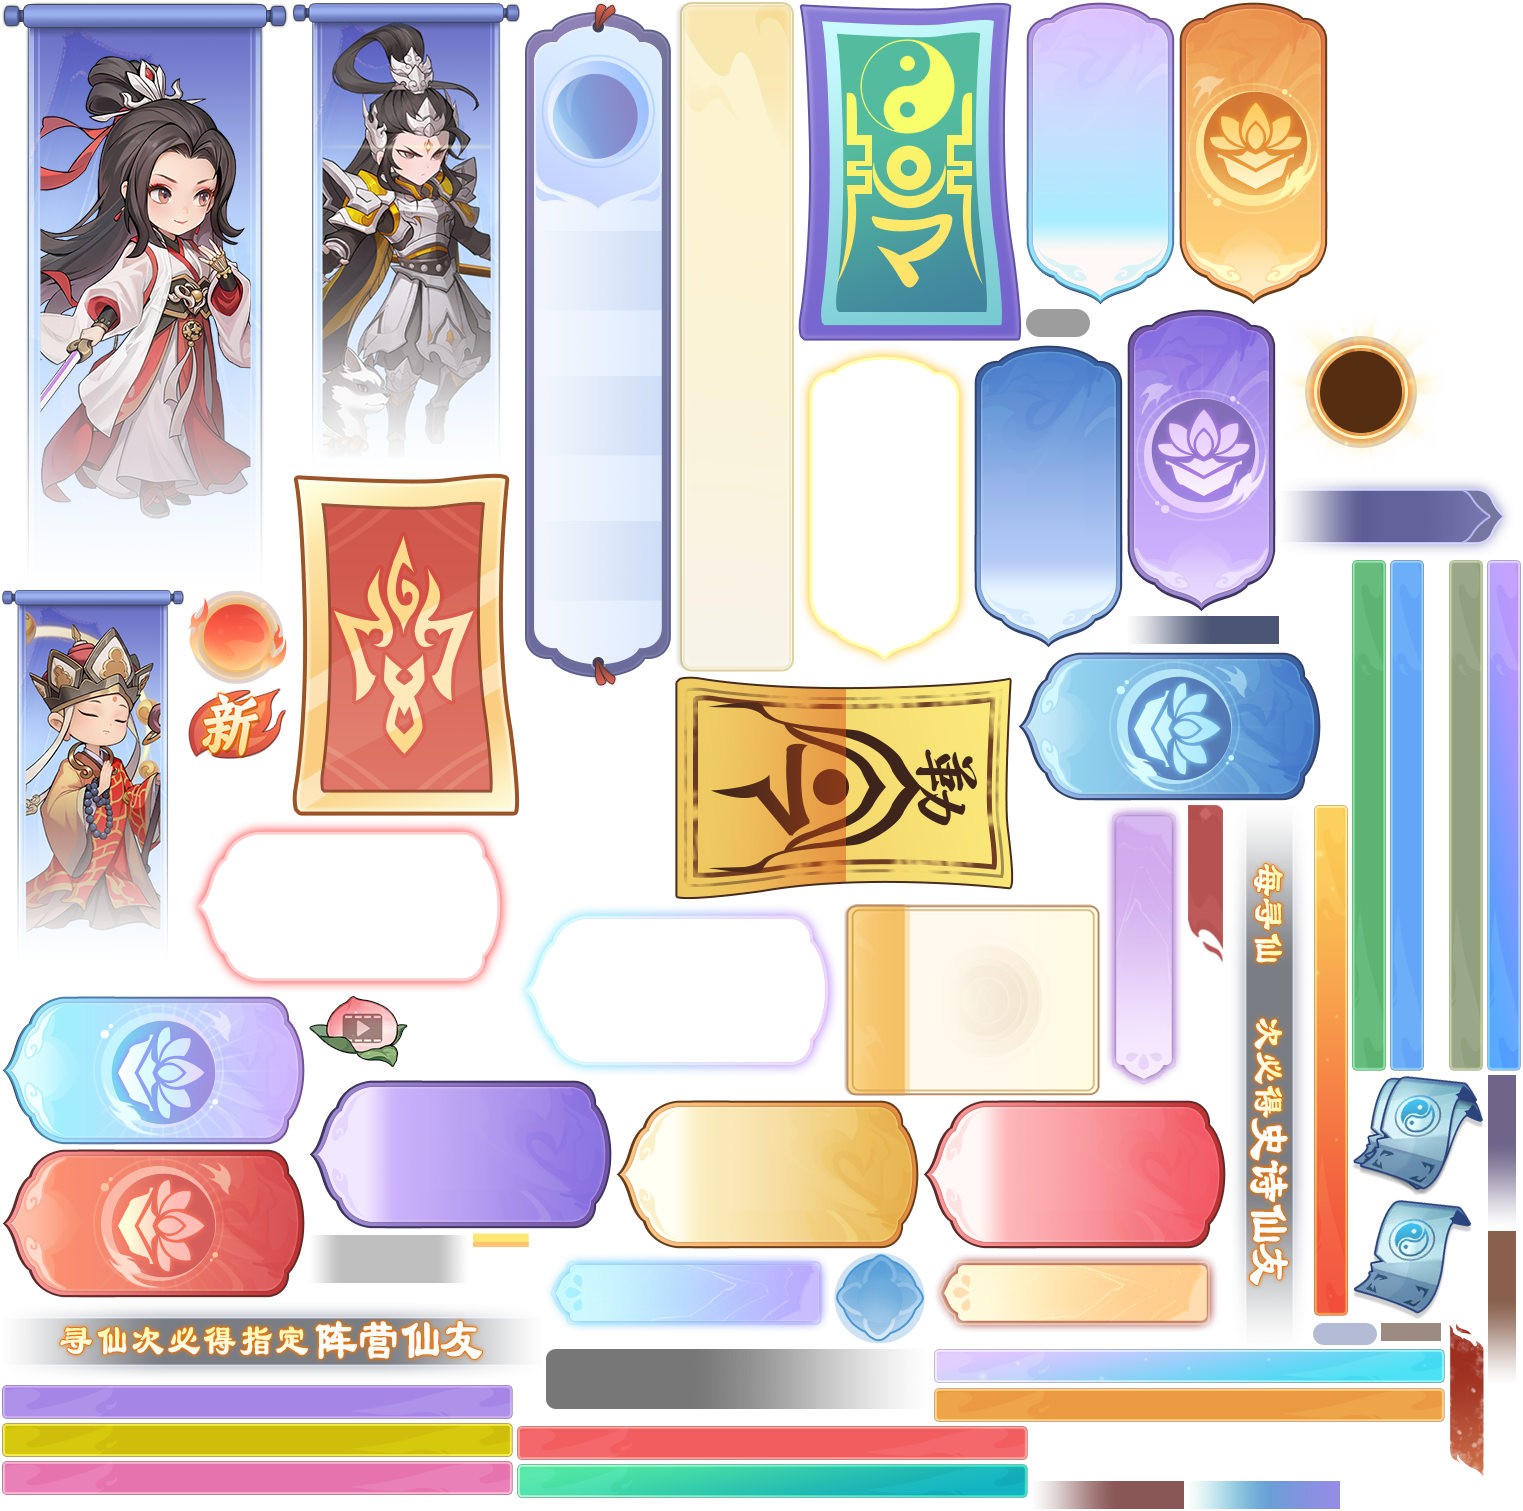 新
勤
每寻仙 次必得史诗仙友
寻仙次必得指定阵营仙友